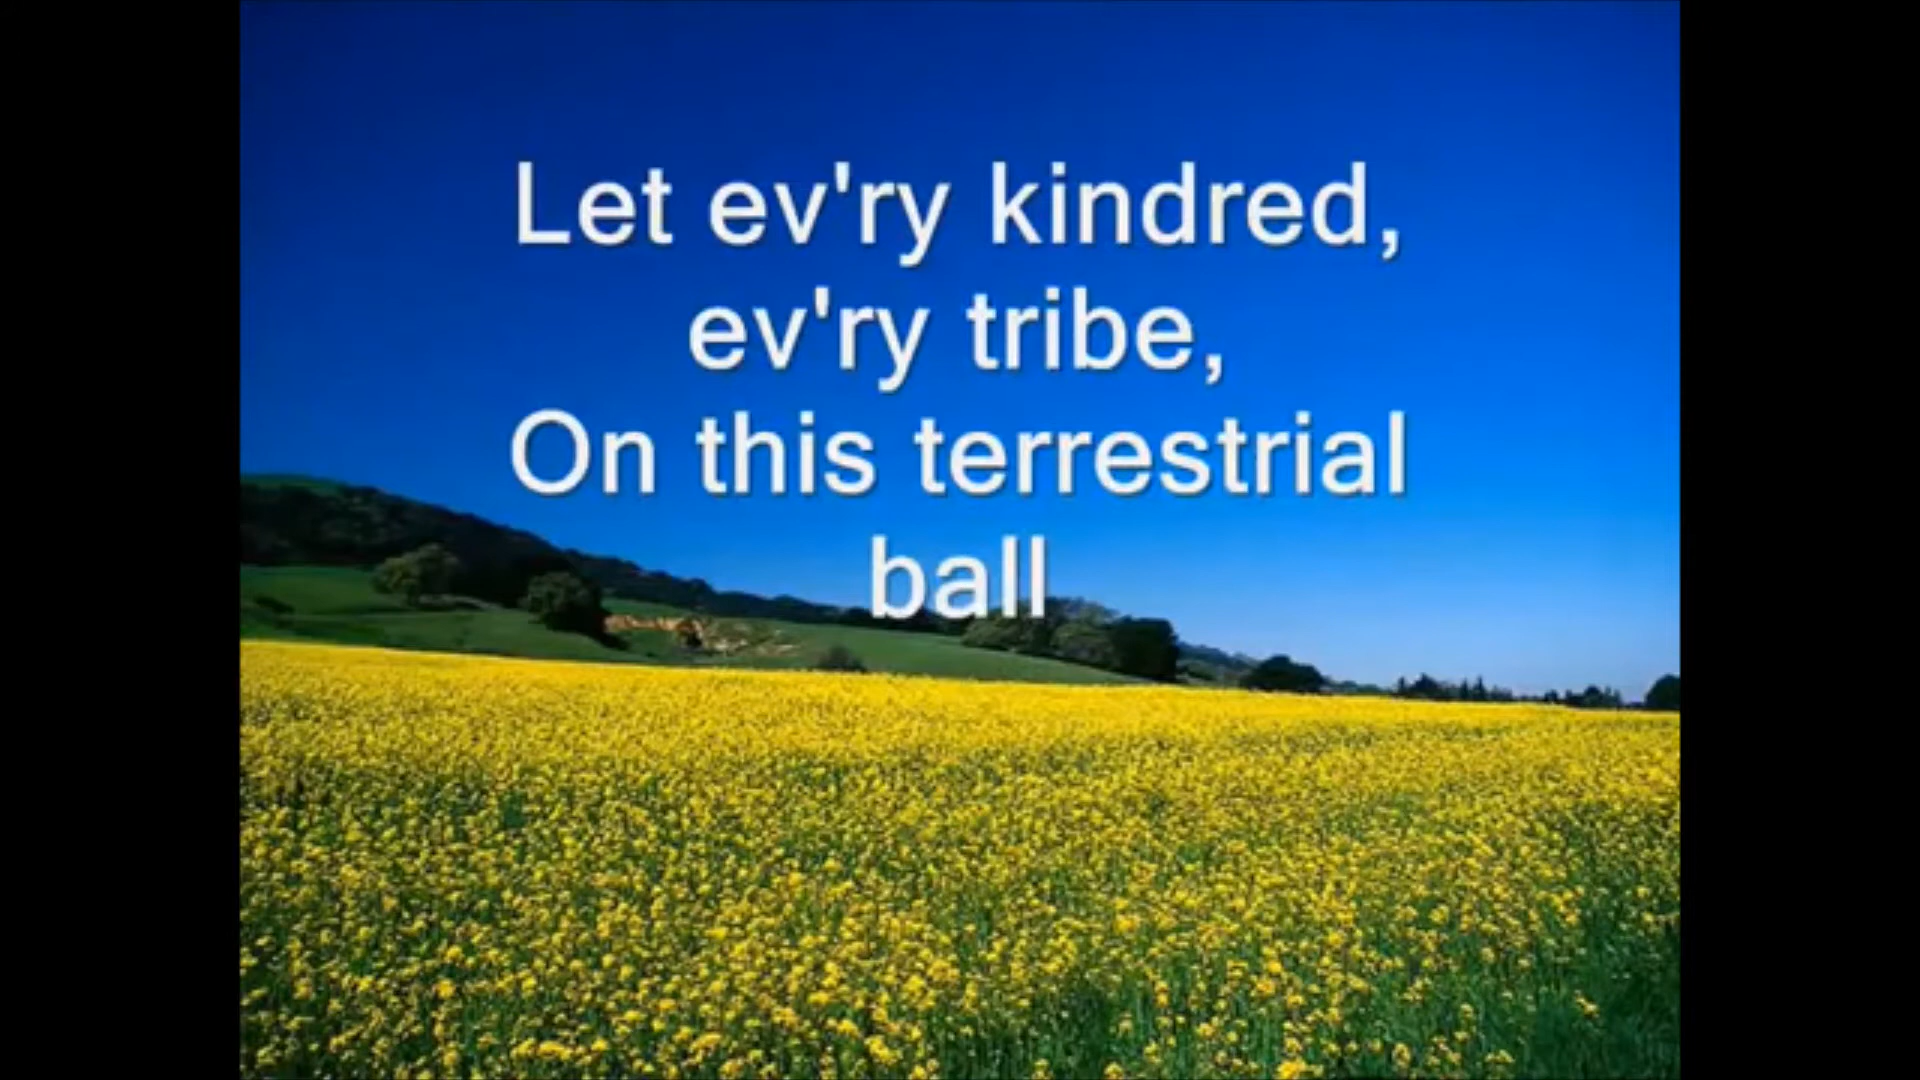 Let ev'ry kindred,
ev'ry tribe,
On this terrestrial
ball